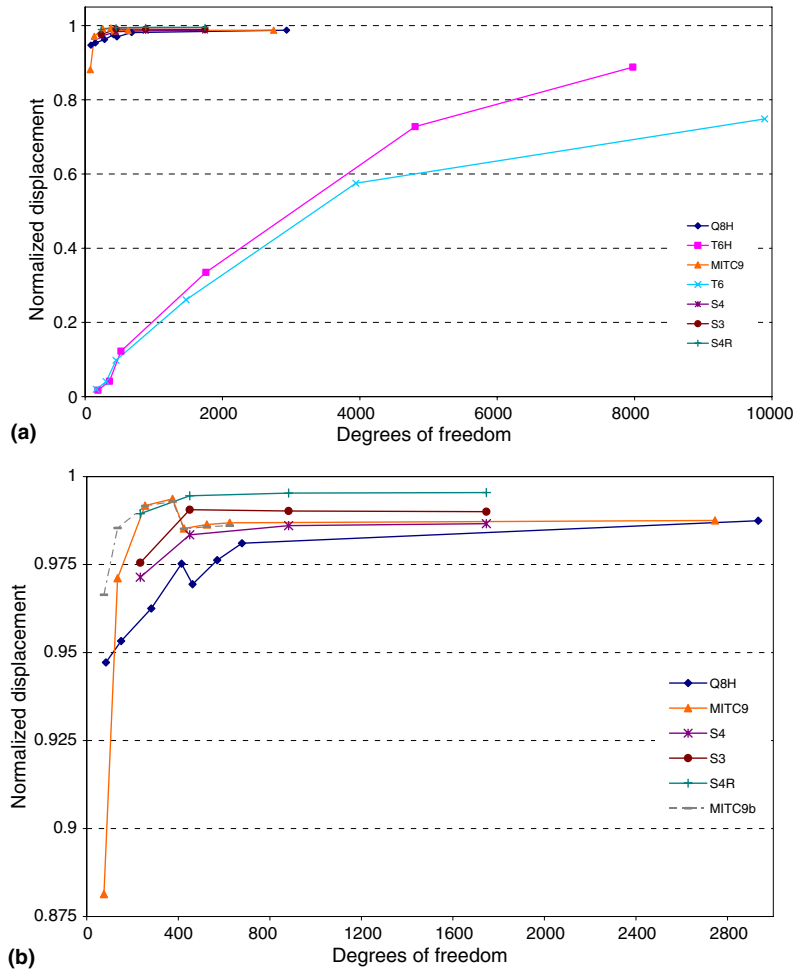 1
0.8
0.6
0.4
0.2
0
Normalized displacement
Q8H
T6H
MITC9
T6
S4
S3
S4R
0 2000 4000 6000 8000 10000
Degrees of freedom
(a)
1
0.975
0.95
0.925
0.9
0.875
Normalized displacement
Q8H
MITC9
S4
S3
S4R
MITC9b
0 400 800 1200 1600 2000 2400 2800
Degrees of freedom
(b)